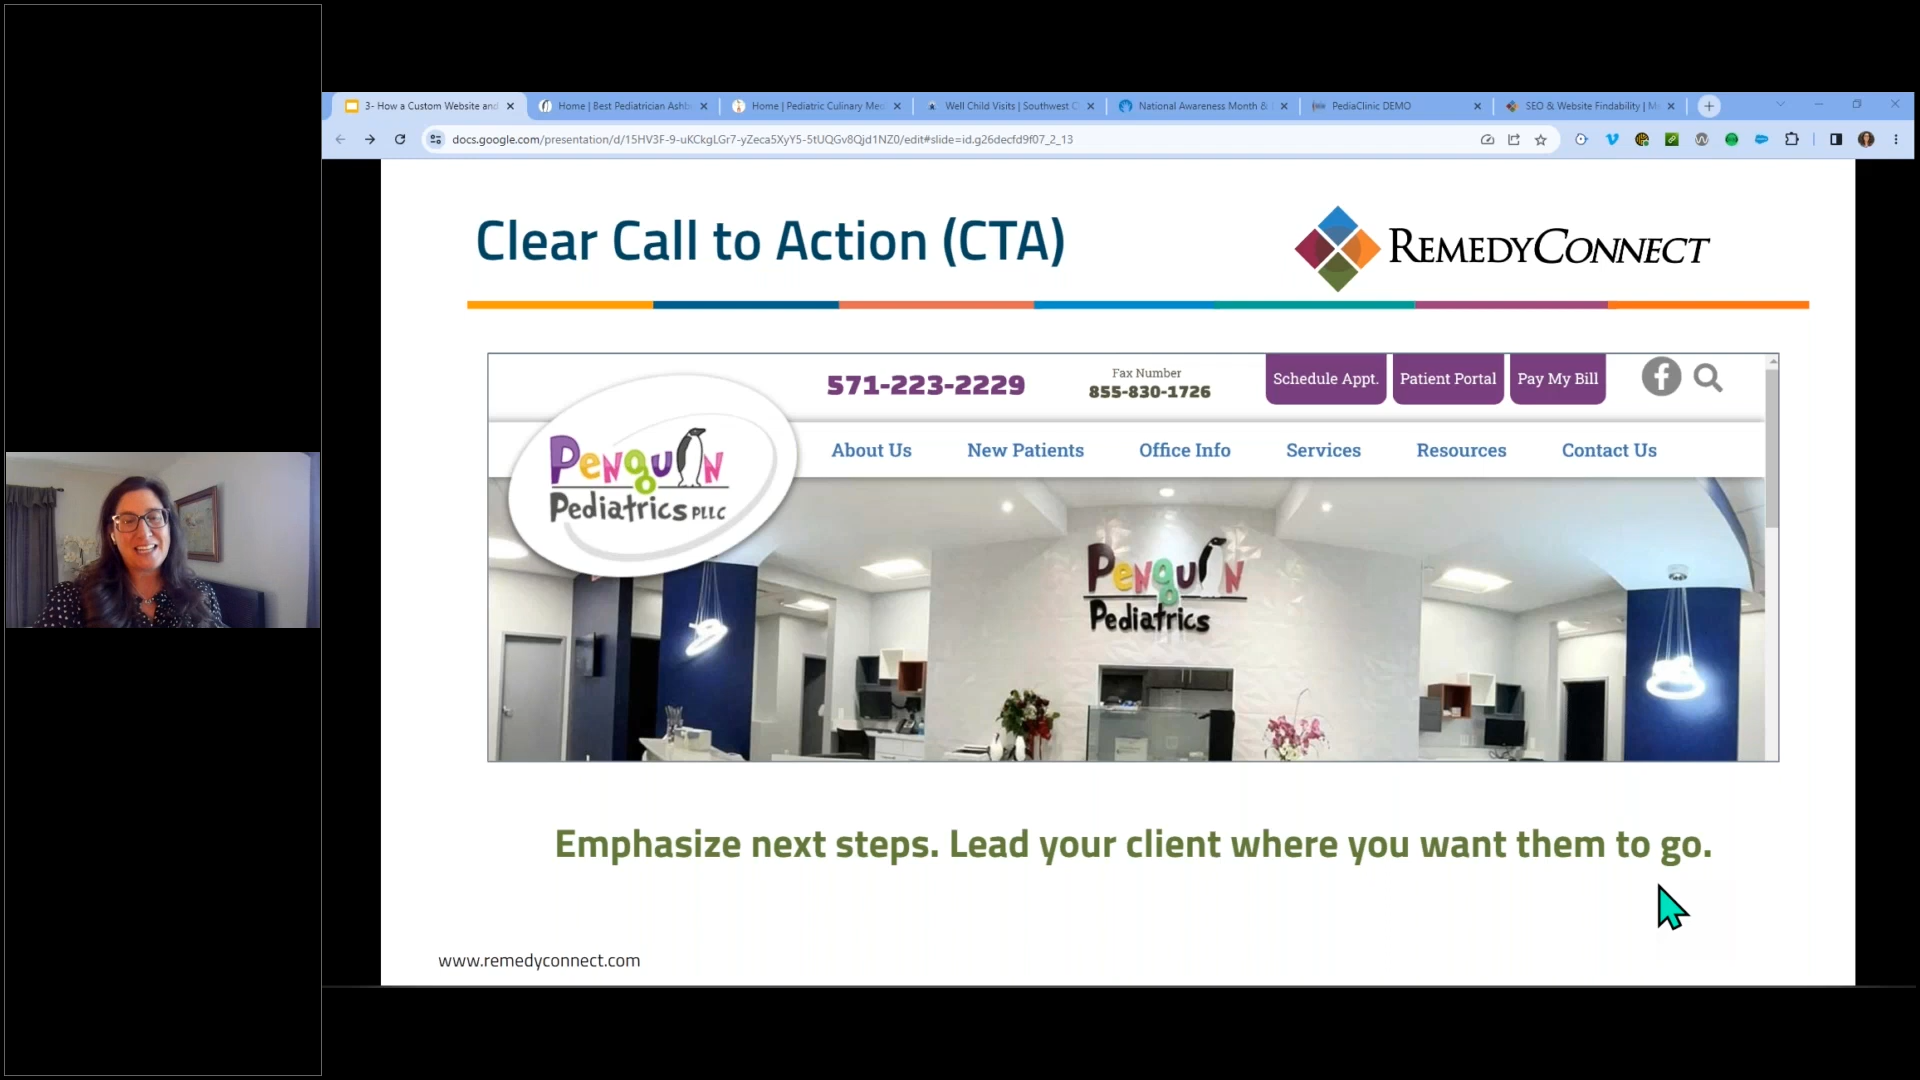 3- How a Custom Website and
Home | Best Pediatrician Ashb
Home | Pediatric Culinary Med
Well Child Visits | Southwest C
National Awareness Month &
PediaClinic DEMO
SEO & Website Findability | M
docs.google.com/presentation/d/15HV3F-9-uKCkgLGr7-yZeca5XyY5-5tUQGv8Qjd1NZ0/edit#slide=id.g26decfd9f07_2_13
Clear Call to Action (CTA)
REMEDYCONNECT
571-223-2229
Fax Number
855-830-1726
Schedule Appt.
Patient Portal
Pay My Bill
Penguin
Pediatrics PLLC
About Us
New Patients
Office Info
Services
Resources
Contact Us
Penguin
Pediatrics
Emphasize next steps. Lead your client where you want them to go.
www.remedyconnect.com